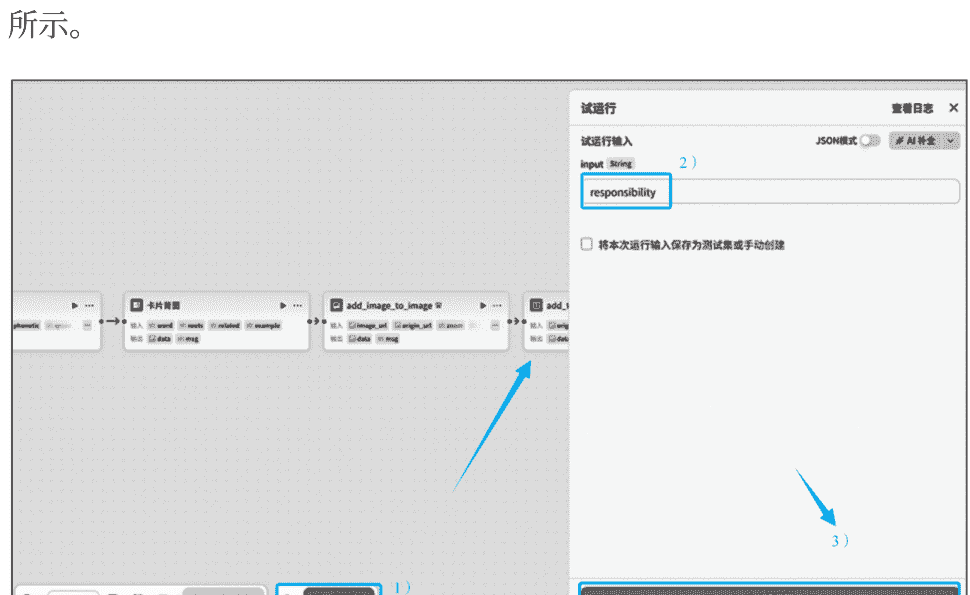 所示。
试运行 查看日志
试运行输入 JSON模式 AI 补全
input String 2）
responsibility
将本次运行输入保存为测试集或手动创建
卡片背面 add_image_to_image
phonetic 输入 word roots related example 输入 image_url origin_url zoom 输入
输出 data msg 输出 data msg 输出 data
3）
1）